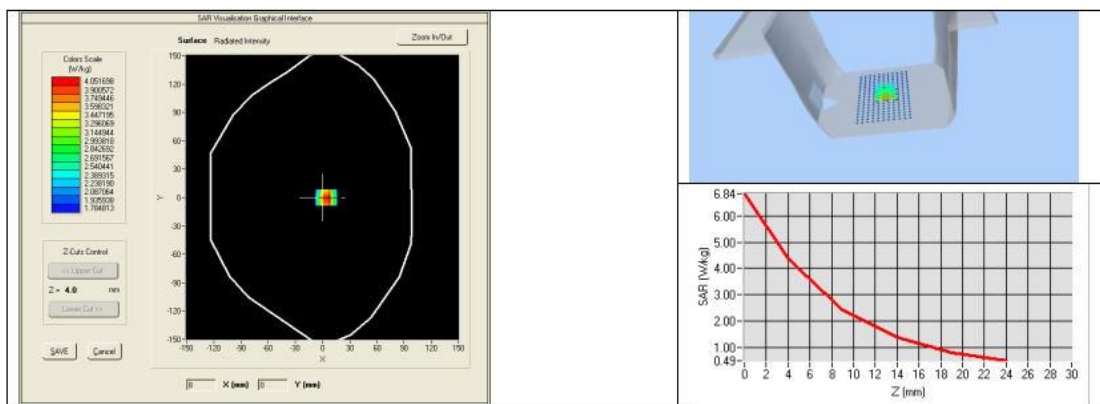 SAR Visualisation Graphical Interface
Surface Radiated Intensity
Zoom In/Out
Colors Scale
(W/kg)
4.051698
3.900572
3.749446
3.598321
3.447195
3.296069
3.144944
2.993818
2.842692
2.691567
2.540441
2.389315
2.238190
2.087064
1.935938
1.784813
150
120
90
60
30
0
-30
-60
-90
-120
-150
Y
-150 -120 -90 -60 -30 0 30 60 90 120 150
X
Z-Cuts Control
<< Upper Cut
Z = 4.0 mm
Lower Cut >>
SAVE Cancel
X (mm) 0 Y (mm)
6.84
6.00
5.00
4.00
3.00
2.00
1.00
0.49
SAR (W/kg)
0 2 4 6 8 10 12 14 16 18 20 22 24 26 28 30
Z (mm)